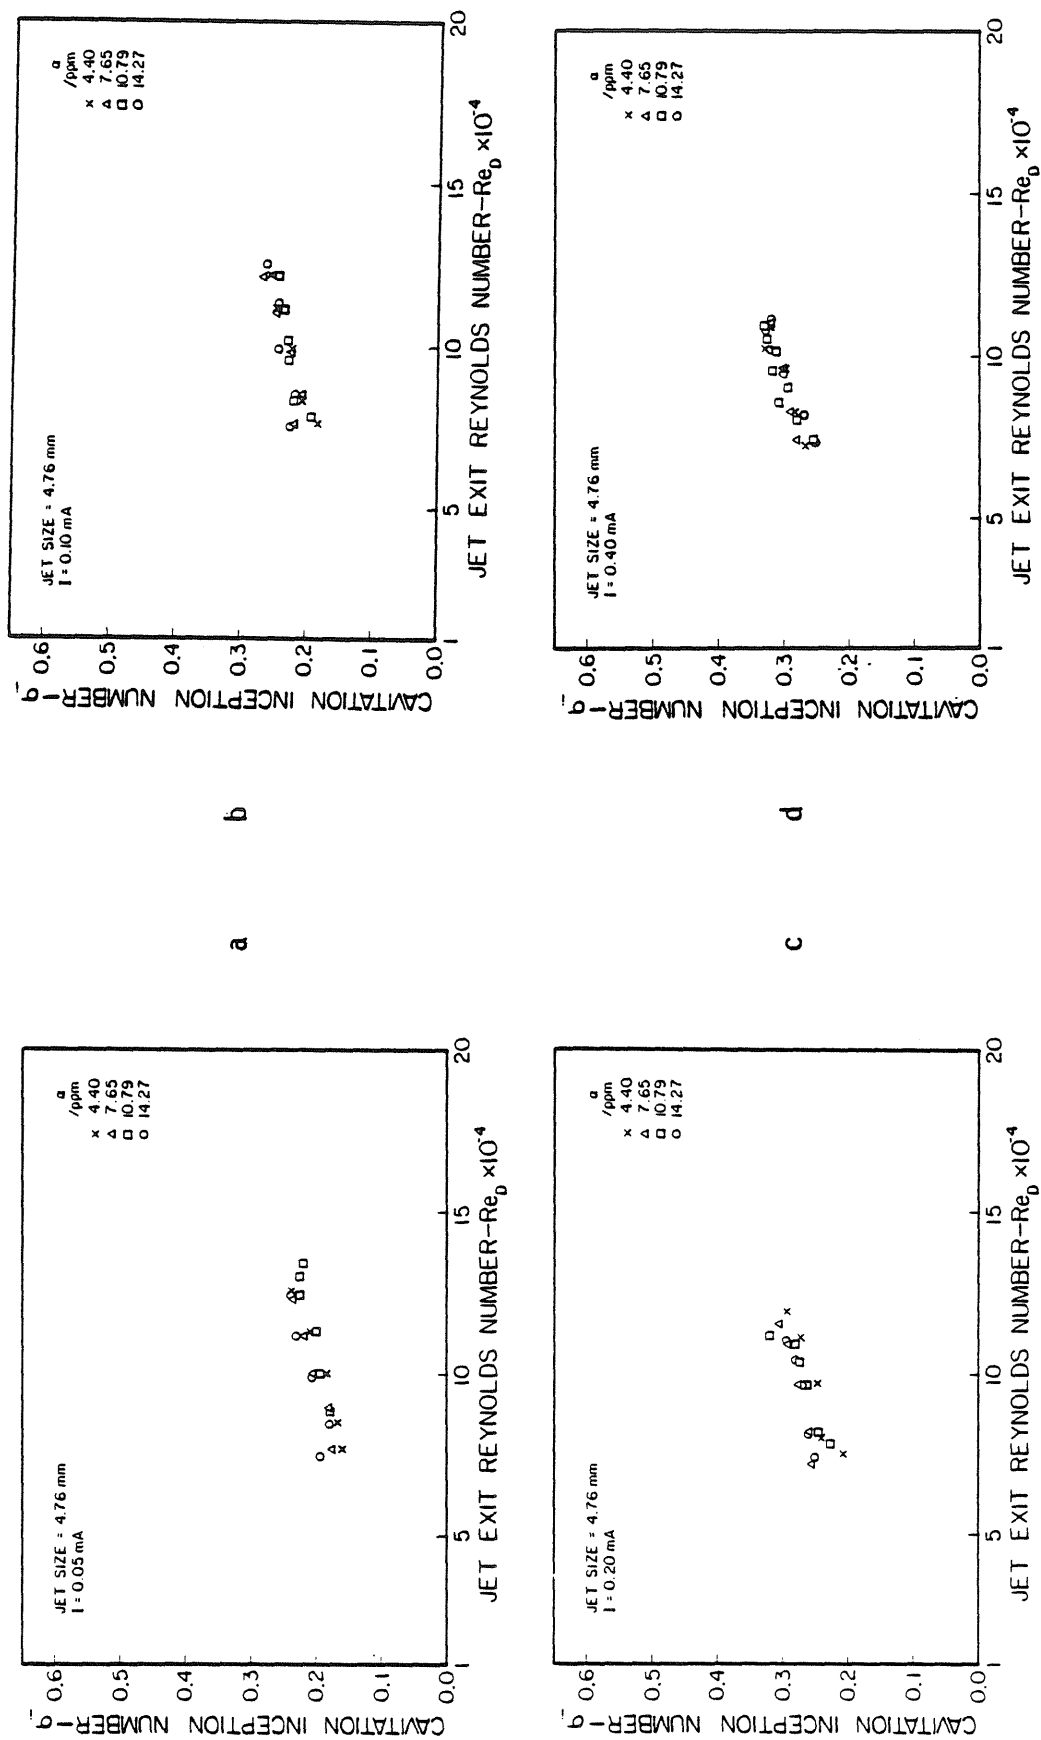 JET SIZE = 4.76 mm
I = 0.05 mA
α
/ppm
× 4.40
△ 7.65
□ 10.79
○ 14.27
CAVITATION INCEPTION NUMBER-σi
0.6
0.5
0.4
0.3
0.2
0.1
0.0
1
5
10
15
20
JET EXIT REYNOLDS NUMBER-ReD ×10-4
a
JET SIZE = 4.76 mm
I = 0.10 mA
α
/ppm
× 4.40
△ 7.65
□ 10.79
○ 14.27
CAVITATION INCEPTION NUMBER-σi
0.6
0.5
0.4
0.3
0.2
0.1
0.0
1
5
10
15
20
JET EXIT REYNOLDS NUMBER-ReD ×10-4
b
JET SIZE = 4.76 mm
I = 0.20 mA
α
/ppm
× 4.40
△ 7.65
□ 10.79
○ 14.27
CAVITATION INCEPTION NUMBER-σi
0.6
0.5
0.4
0.3
0.2
0.1
0.0
1
5
10
15
20
JET EXIT REYNOLDS NUMBER-ReD ×10-4
c
JET SIZE = 4.76 mm
I = 0.40 mA
α
/ppm
× 4.40
△ 7.65
□ 10.79
○ 14.27
CAVITATION INCEPTION NUMBER-σi
0.6
0.5
0.4
0.3
0.2
0.1
0.0
1
5
10
15
20
JET EXIT REYNOLDS NUMBER-ReD ×10-4
d